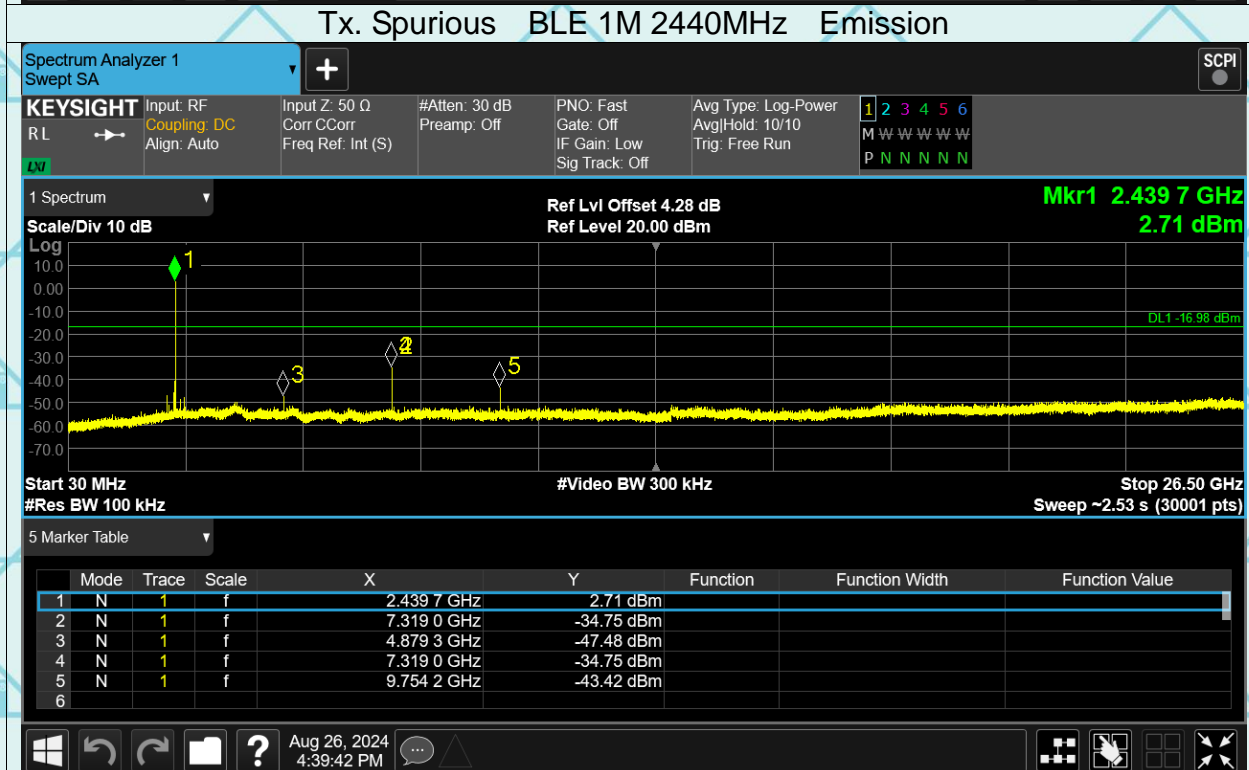 Tx. Spurious BLE 1M 2440MHz Emission
Spectrum Analyzer 1
Swept SA
+
SCPI
KEYSIGHT
R L
LXI
Input: RF
Coupling: DC
Align: Auto
Input Z: 50 Ω
Corr CCorr
Freq Ref: Int (S)
#Atten: 30 dB
Preamp: Off
PNO: Fast
Gate: Off
IF Gain: Low
Sig Track: Off
Avg Type: Log-Power
Avg|Hold: 10/10
Trig: Free Run
1 2 3 4 5 6
M W W W W W
P N N N N N
1 Spectrum
Scale/Div 10 dB
Ref Lvl Offset 4.28 dB
Ref Level 20.00 dBm
Mkr1 2.439 7 GHz
2.71 dBm
Log
10.0
0.00
-10.0
-20.0
-30.0
-40.0
-50.0
-60.0
-70.0
1
DL1 -16.98 dBm
3
5
Start 30 MHz
#Res BW 100 kHz
#Video BW 300 kHz
Stop 26.50 GHz
Sweep ~2.53 s (30001 pts)
5 Marker Table
Mode Trace Scale X Y Function Function Width Function Value
1 N 1 f 2.439 7 GHz 2.71 dBm
2 N 1 f 7.319 0 GHz -34.75 dBm
3 N 1 f 4.879 3 GHz -47.48 dBm
4 N 1 f 7.319 0 GHz -34.75 dBm
5 N 1 f 9.754 2 GHz -43.42 dBm
6
?
Aug 26, 2024
4:39:42 PM